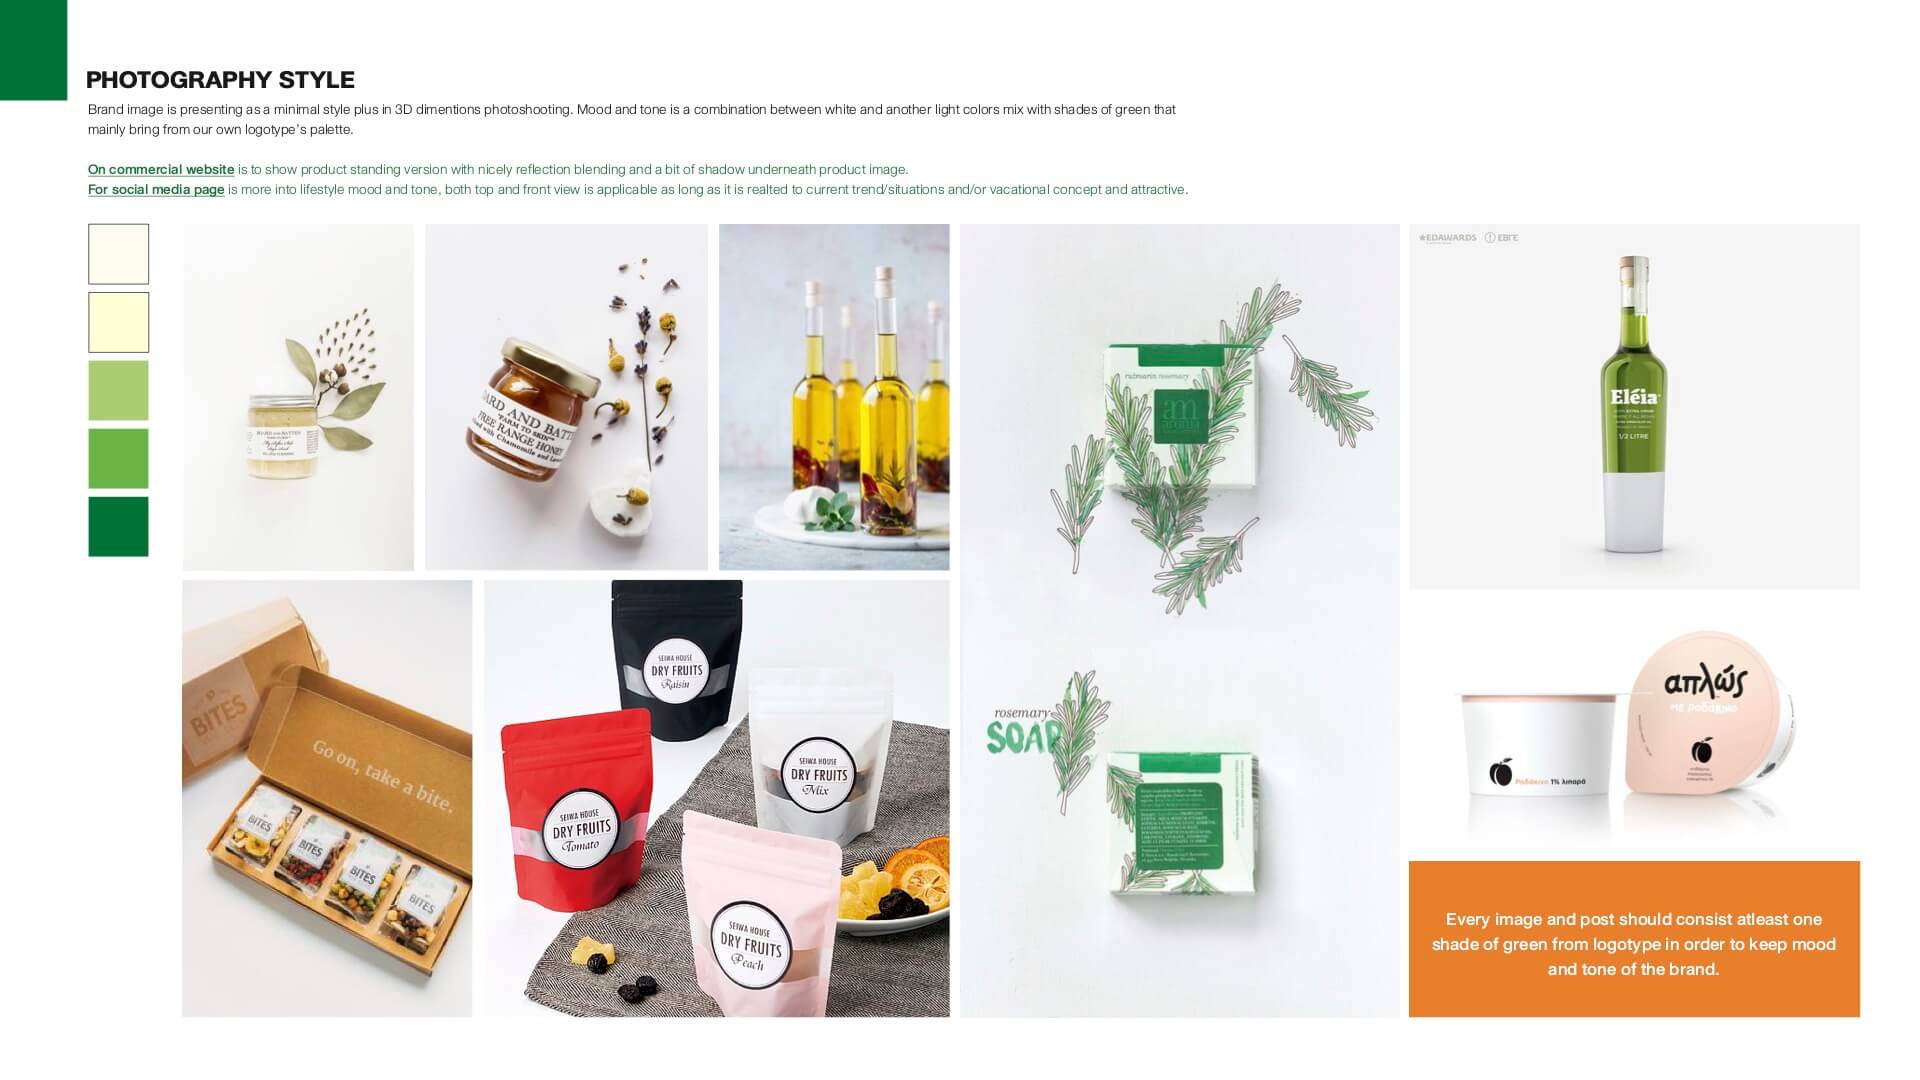 PHOTOGRAPHY STYLE
Brand image is presenting as a minimal style plus in 3D dimentions photoshooting. Mood and tone is a combination between white and another light colors mix with shades of green that
mainly bring from our own logotype's palette.
On commercial website is to show product standing version with nicely reflection blending and a bit of shadow underneath product image.
For social media page is more into lifestyle mood and tone, both top and front view is applicable as long as it is realted to current trend/situations and/or vacational concept and attractive.
ARD AND BATT
"FARM TO SKIN"
FREE RANGE HONEY
with Chamomile and
rosemary
am
aroma
★EDAWARDS ΕΒΓΕ
Eléia
1/2 LITRE
BITES
Go on, take a bite.
BITES
BITES
BITES
BITES
SEIWA HOUSE
DRY FRUITS
Raisin
SEIWA HOUSE
DRY FRUITS
Mix
SEIWA HOUSE
DRY FRUITS
Tomato
SEIWA HOUSE
DRY FRUITS
Peach
rosemary
SOAP
απλώς
ΜΕ ροδάκινο
Ροδάκινο 1% λιπαρά
Every image and post should consist atleast one
shade of green from logotype in order to keep mood
and tone of the brand.